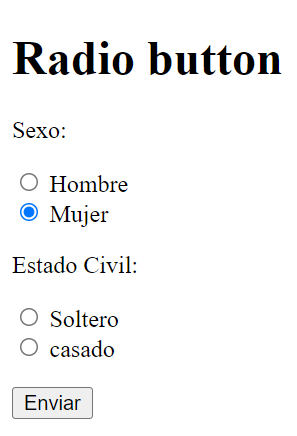 Radio button
Sexo:
Hombre
Mujer
Estado Civil:
Soltero
casado
Enviar